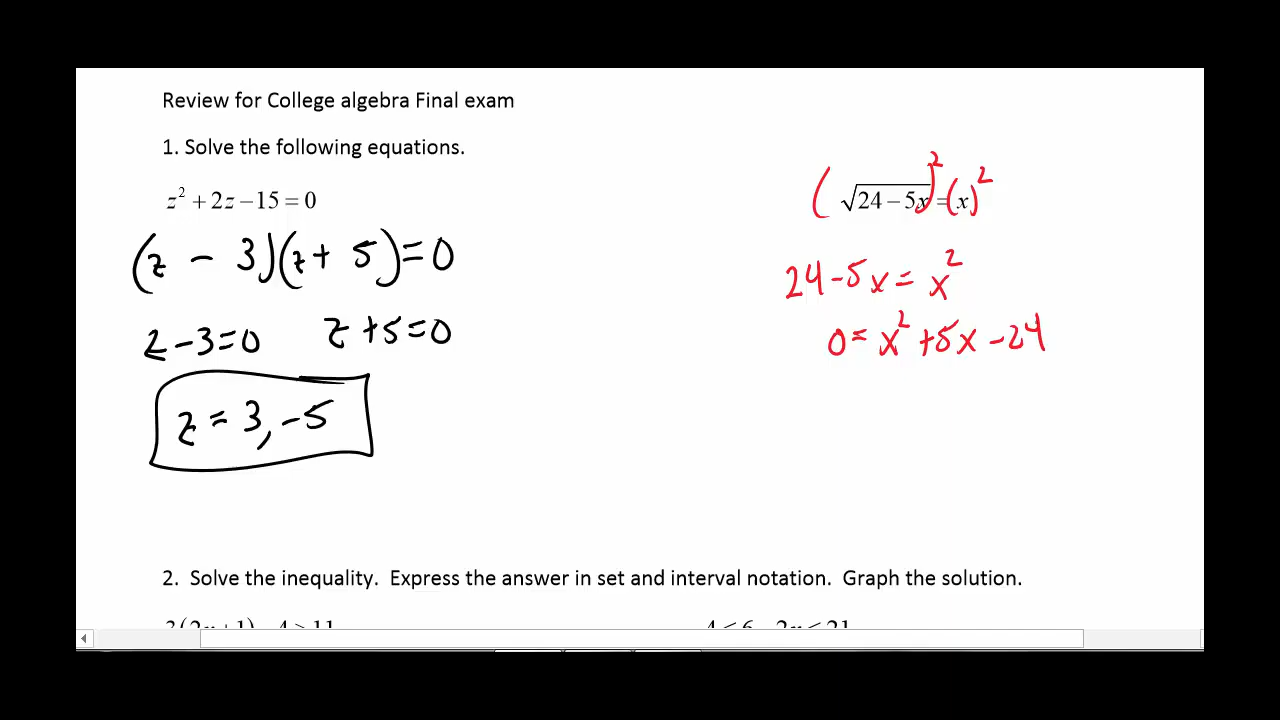 Review for College algebra Final exam
1. Solve the following equations.
z² + 2z − 15 = 0
(z − 3)(z + 5) = 0
z − 3 = 0 z + 5 = 0
z = 3, −5
(√24 − 5x)² = (x)²
24 − 5x = x²
0 = x² + 5x − 24
2. Solve the inequality. Express the answer in set and interval notation. Graph the solution.